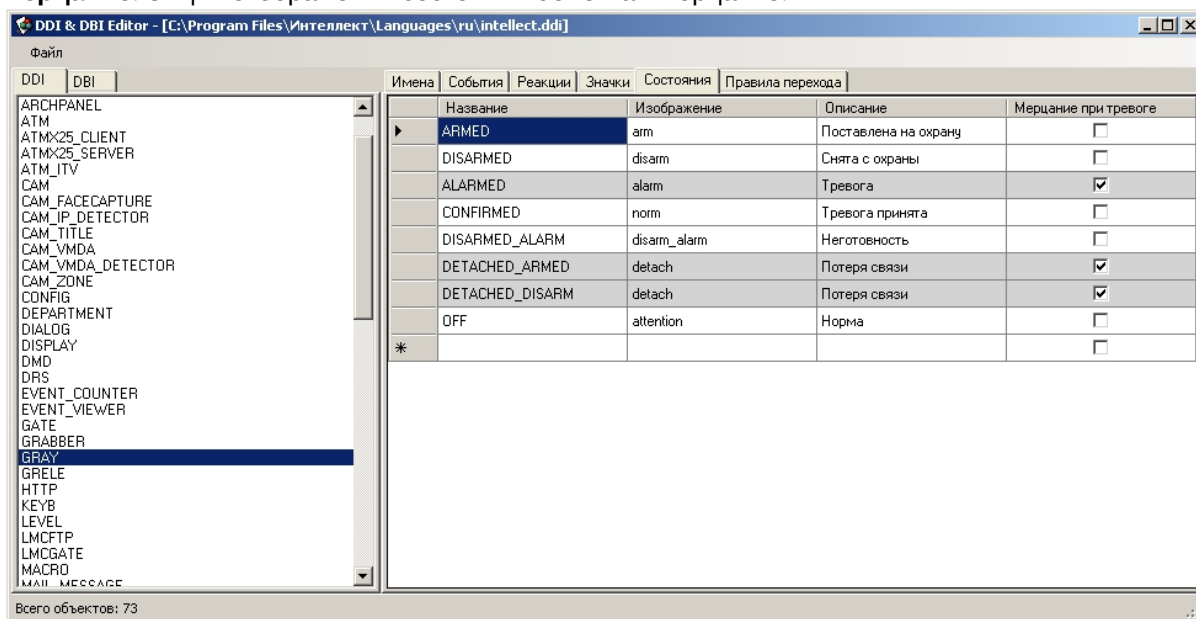 DDI & DBI Editor - [C:\Program Files\Интеллект\Languages\ru\intellect.ddi]
Файл
DDI DBI
ARCHPANEL
ATM
ATMX25_CLIENT
ATMX25_SERVER
ATM_ITV
CAM
CAM_FACECAPTURE
CAM_IP_DETECTOR
CAM_TITLE
CAM_VMDA
CAM_VMDA_DETECTOR
CAM_ZONE
CONFIG
DEPARTMENT
DIALOG
DISPLAY
DMD
DRS
EVENT_COUNTER
EVENT_VIEWER
GATE
GRABBER
GRAY
GRELE
HTTP
KEYB
LEVEL
LMCFTP
LMCGATE
MACRO
MAIL_MESSAGE
Имена События Реакции Значки Состояния Правила перехода
Название Изображение Описание Мерцание при тревоге
ARMED arm Поставлена на охрану
DISARMED disarm Снята с охраны
ALARMED alarm Тревога
CONFIRMED norm Тревога принята
DISARMED_ALARM disarm_alarm Неготовность
DETACHED_ARMED detach Потеря связи
DETACHED_DISARM detach Потеря связи
OFF attention Норма
Всего объектов: 73